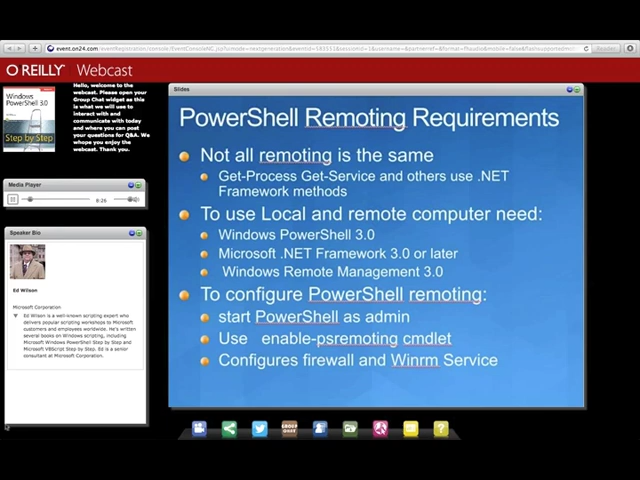 O REILLY Webcast
Reader
Windows
PowerShell 3.0
Step by Step
Hello, welcome to the
webcast. Please open your
Group Chat widget as this
is what we will use to
interact with and
communicate with today
and where you can post
your questions for Q&A. We
whope you enjoy the
webcast. Thank you.
Media Player
6:26
Speaker Bio
Ed Wilson
Microsoft Corporation
Ed Wilson is a well-known scripting expert who
delivers popular scripting workshops to Microsoft
customers and employees worldwide. He's written
several books on Windows scripting, including
Microsoft Windows PowerShell Step by Step and
Microsoft VBScript Step by Step. Ed is a senior
consultant at Microsoft Corporation.
Slides
PowerShell Remoting Requirements
Not all remoting is the same
Get-Process Get-Service and others use .NET
Framework methods
To use Local and remote computer need:
Windows PowerShell 3.0
Microsoft .NET Framework 3.0 or later
Windows Remote Management 3.0
To configure PowerShell remoting:
start PowerShell as admin
Use enable-psremoting cmdlet
Configures firewall and Winrm Service
GROUP
CHAT